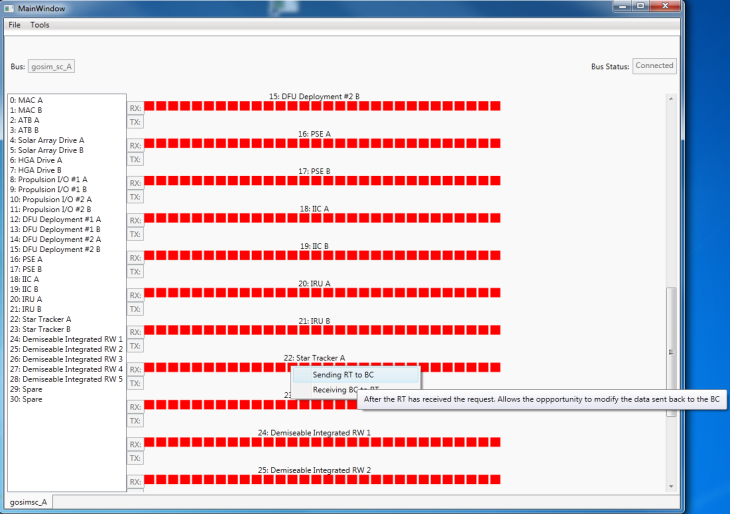 MainWindow
File Tools
Bus: gosim_sc_A
Bus Status: Connected
0: MAC A
1: MAC B
2: ATB A
3: ATB B
4: Solar Array Drive A
5: Solar Array Drive B
6: HGA Drive A
7: HGA Drive B
8: Propulsion I/O #1 A
9: Propulsion I/O #1 B
10: Propulsion I/O #2 A
11: Propulsion I/O #2 B
12: DFU Deployment #1 A
13: DFU Deployment #1 B
14: DFU Deployment #2 A
15: DFU Deployment #2 B
16: PSE A
17: PSE B
18: IIC A
19: IIC B
20: IRU A
21: IRU B
22: Star Tracker A
23: Star Tracker B
24: Demiseable Integrated RW 1
25: Demiseable Integrated RW 2
26: Demiseable Integrated RW 3
27: Demiseable Integrated RW 4
28: Demiseable Integrated RW 5
29: Spare
30: Spare
15: DFU Deployment #2 B
RX:
TX:
16: PSE A
RX:
TX:
17: PSE B
RX:
TX:
18: IIC A
RX:
TX:
19: IIC B
RX:
TX:
20: IRU A
RX:
TX:
21: IRU B
RX:
TX:
22: Star Tracker A
RX:
TX:
Sending RT to BC
Receiving BC to RT
After the RT has received the request. Allows the oppportunity to modify the data sent back to the BC
23
RX:
TX:
24: Demiseable Integrated RW 1
RX:
TX:
25: Demiseable Integrated RW 2
RX:
gosimsc_A